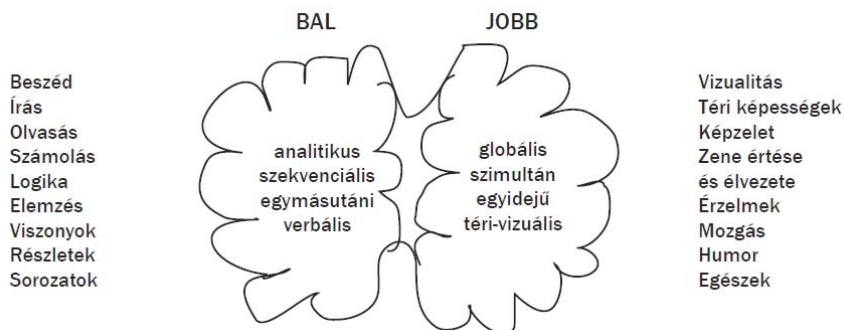 BAL
JOBB
Beszéd
Írás
Olvasás
Számolás
Logika
Elemzés
Viszonyok
Részletek
Sorozatok
analitikus
szekvenciális
egymásutáni
verbális
globális
szimultán
egyidejű
téri-vizuális
Vizualitás
Téri képességek
Képzelet
Zene értése
és élvezete
Érzelmek
Mozgás
Humor
Egészek